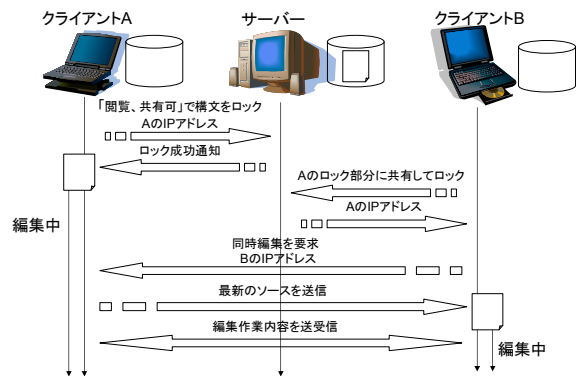 クライアントA
サーバー
クライアントB
「閲覧、共有可」で構文をロック
AのIPアドレス
ロック成功通知
Aのロック部分に共有してロック
AのIPアドレス
編集中
同時編集を要求
BのIPアドレス
最新のソースを送信
編集作業内容を送受信
編集中